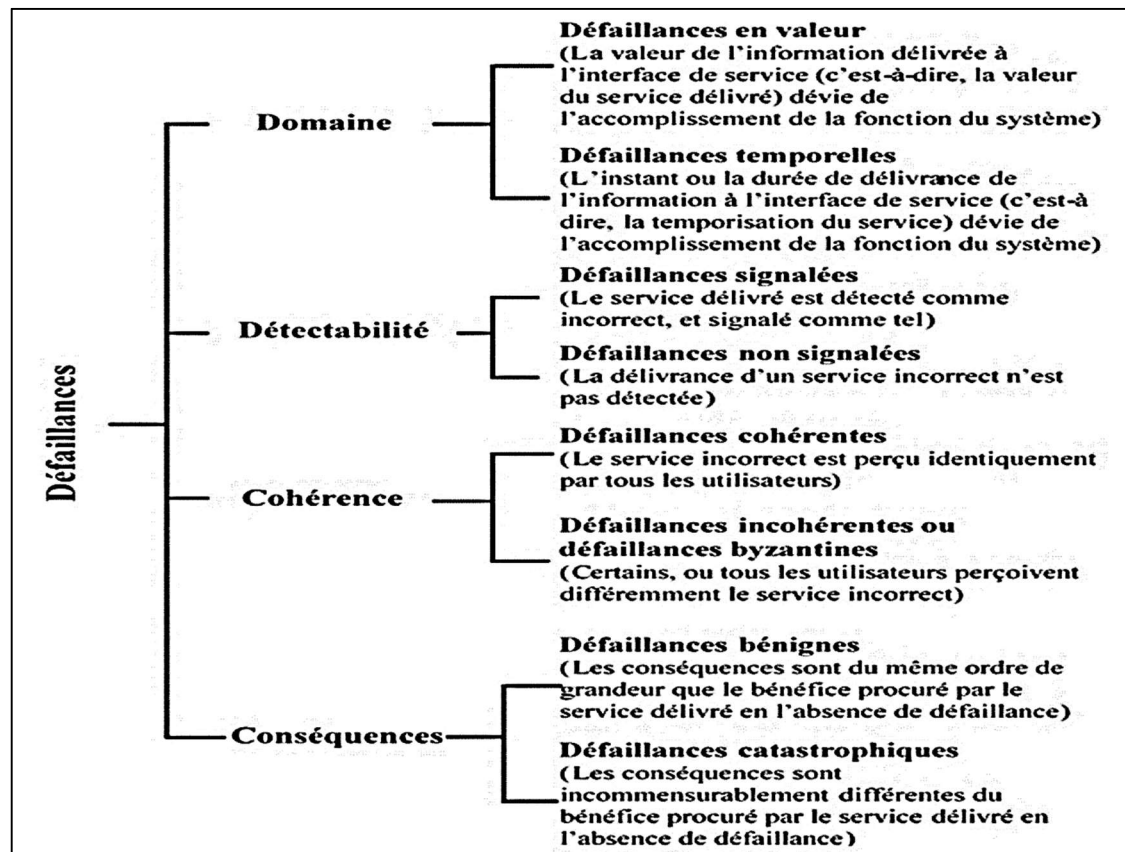 Défaillances
Domaine
Défaillances en valeur
(La valeur de l'information délivrée à
l'interface de service (c'est-à-dire, la valeur
du service délivré) dévie de
l'accomplissement de la fonction du système)
Défaillances temporelles
(L'instant ou la durée de délivrance de
l'information à l'interface de service (c'est-à
dire, la temporisation du service) dévie de
l'accomplissement de la fonction du système)
Détectabilité
Défaillances signalées
(Le service délivré est détecté comme
incorrect, et signalé comme tel)
Défaillances non signalées
(La délivrance d'un service incorrect n'est
pas détectée)
Cohérence
Défaillances cohérentes
(Le service incorrect est perçu identiquement
par tous les utilisateurs)
Défaillances incohérentes ou
défaillances byzantines
(Certains, ou tous les utilisateurs perçoivent
différemment le service incorrect)
Conséquences
Défaillances bénignes
(Les conséquences sont du même ordre de
grandeur que le bénéfice procuré par le
service délivré en l'absence de défaillance)
Défaillances catastrophiques
(Les conséquences sont
incommensurablement différentes du
bénéfice procuré par le service délivré en
l'absence de défaillance)